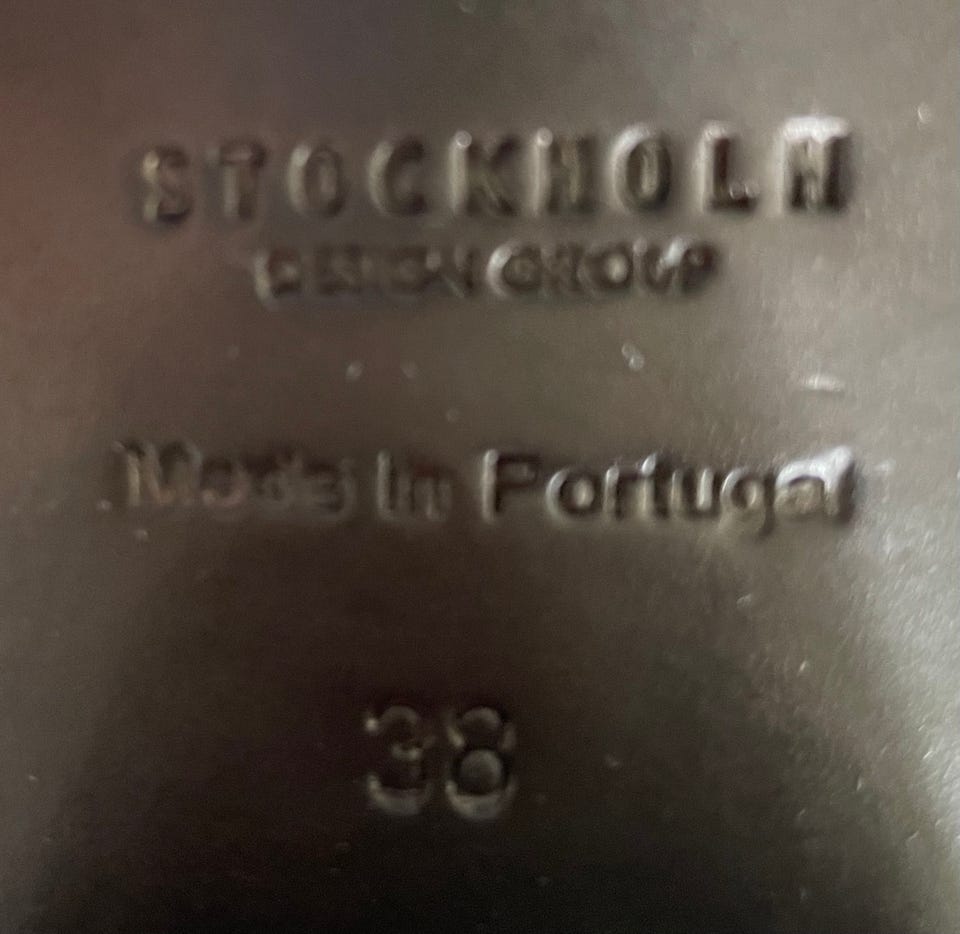 STOCKHOLM
DESIGN GROUP
Made In Portugal
38